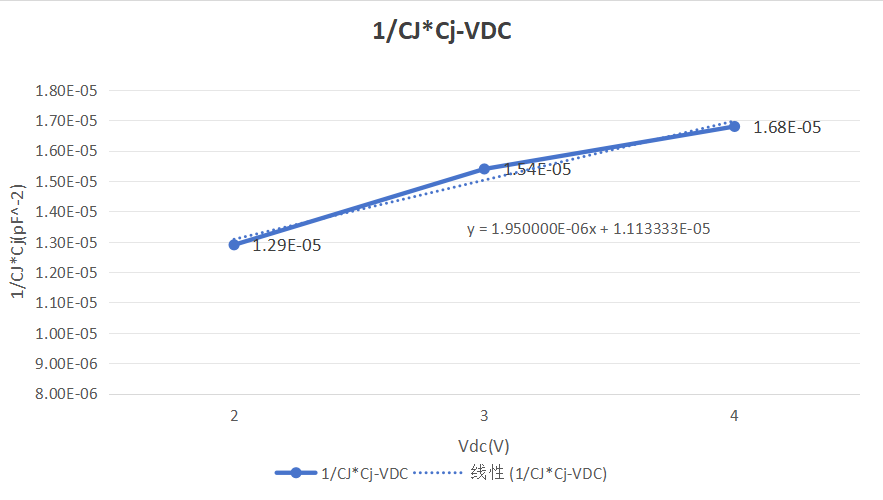 1/CJ*Cj-VDC
1/CJ*Cj(pF^-2)
1.80E-05
1.70E-05
1.60E-05
1.50E-05
1.40E-05
1.30E-05
1.20E-05
1.10E-05
1.00E-05
9.00E-06
8.00E-06
1.29E-05
1.54E-05
1.68E-05
y = 1.950000E-06x + 1.113333E-05
2 3 4
Vdc(V)
1/CJ*Cj-VDC 线性 (1/CJ*Cj-VDC)